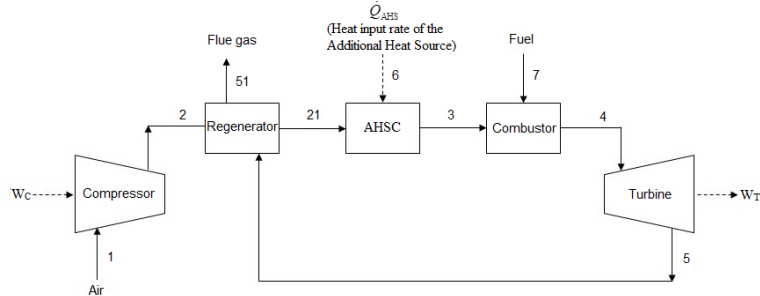 Q̇AHS
(Heat input rate of the
Additional Heat Source)
Flue gas
Fuel
51
6
7
2
Regenerator
21
AHSC
3
Combustor
4
WC
Compressor
Turbine
WT
1
5
Air